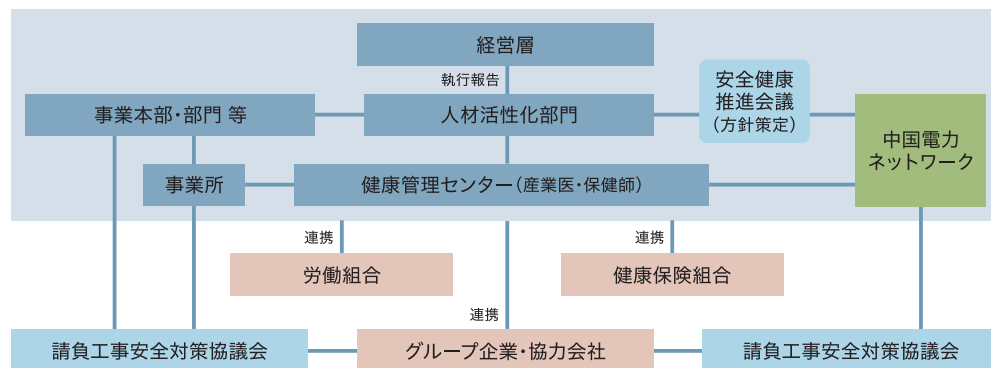 経営層
執行報告
安全健康
推進会議
（方針策定）
事業本部・部門 等
人材活性化部門
中国電力
ネットワーク
事業所
健康管理センター（産業医・保健師）
連携
連携
労働組合
健康保険組合
連携
請負工事安全対策協議会
グループ企業・協力会社
請負工事安全対策協議会